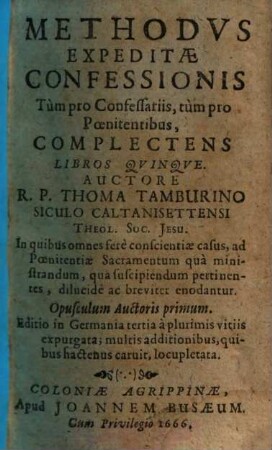 METHODVS
EXPEDITÆ
CONFESSIONIS
Tùm pro Confessariis, tùm pro
Pœnitentibus,
COMPLECTENS
LIBROS QVINQVE.
AUCTORE
R. P. THOMA TAMBURINO
SICULO CALTANISETTENSI
THEOL. SOC. JESU.
In quibus omnes ferè conscientiæ casus, ad
Pœnitentiæ Sacramentum quà mini-
strandum, quà suscipiendum pertinen-
tes, dilucidè ac breviter enodantur.
Opusculum Auctoris primum.
Editio in Germania tertia à plurimis vitiis
expurgata; multis additionibus, qui-
bus hactenus caruit, locupletata.
COLONIÆ AGRIPPINÆ,
Apud JOANNEM BUSÆUM.
Cum Privilegio 1666.